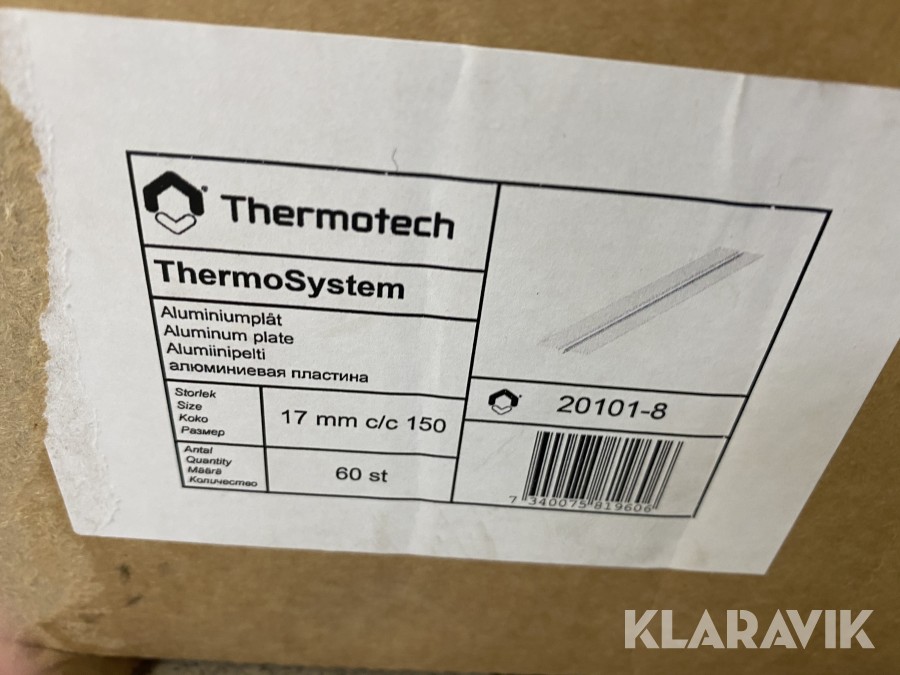 Thermotech
ThermoSystem
Aluminiumplåt
Aluminum plate
Alumiinipelti
алюминиевая пластина
Storlek
Size
Koko
Размер
17 mm c/c 150
Antal
Quantity
Määrä
Количество
60 st
20101-8
7 340075 819606
KLARAVIK